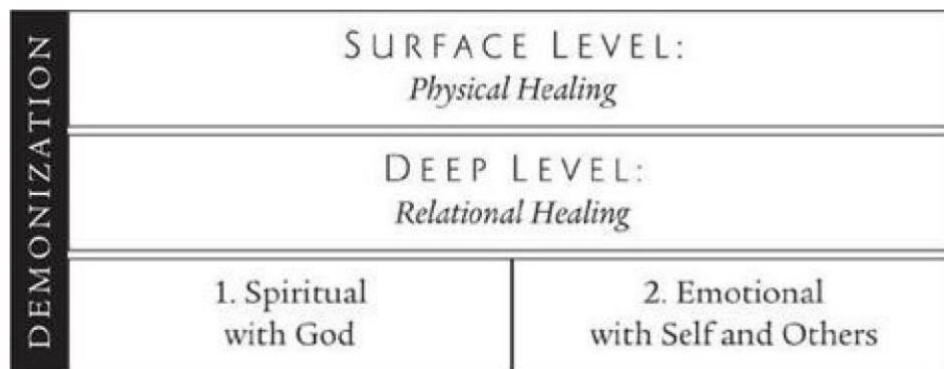 DEMONIZATION
SURFACE LEVEL:
Physical Healing
DEEP LEVEL:
Relational Healing
1. Spiritual
with God
2. Emotional
with Self and Others